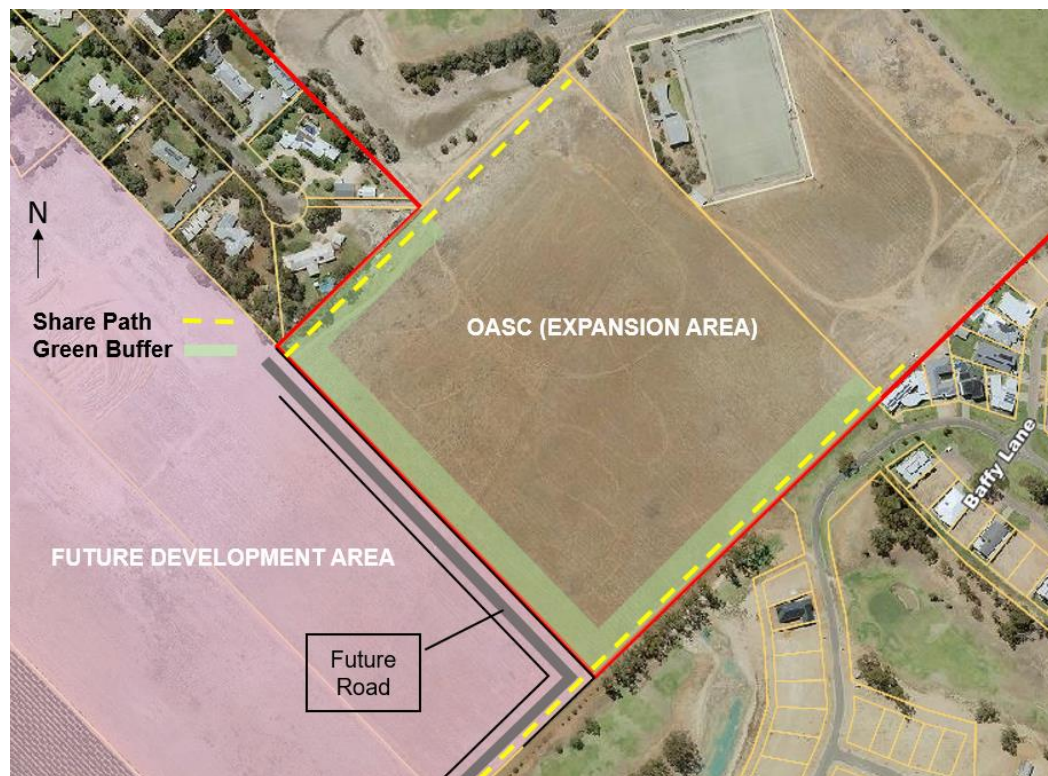 N
Share Path
Green Buffer
OASC (EXPANSION AREA)
Baffy Lane
FUTURE DEVELOPMENT AREA
Future
Road